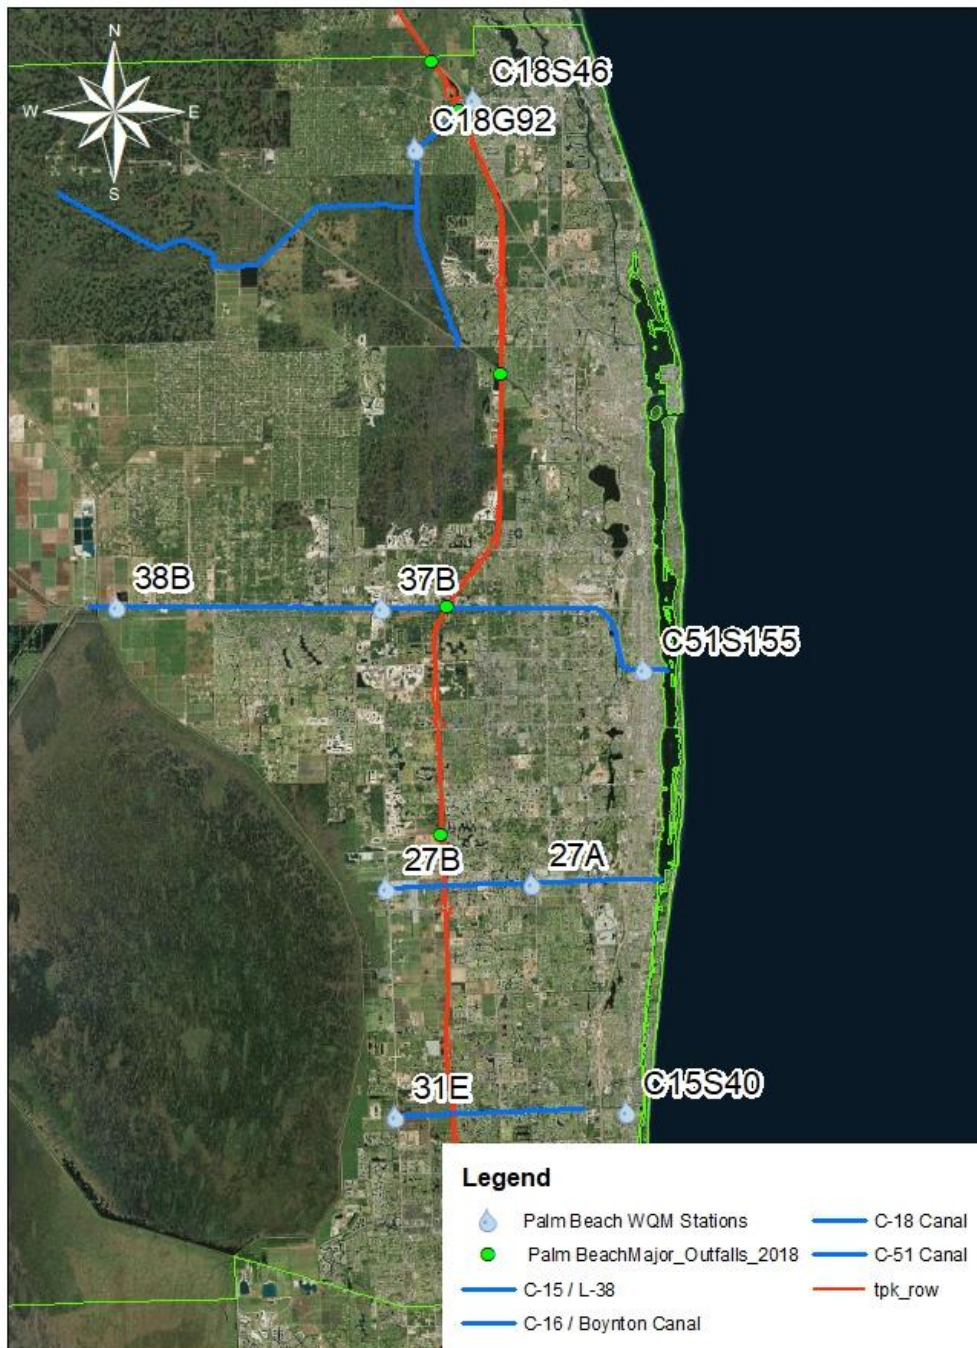 N
W E
S
C18S46
C18G92
38B
37B
C51S155
27B
27A
31E
C15S40
Legend
Palm Beach WQM Stations
Palm BeachMajor_Outfalls_2018
C-15 / L-38
C-16 / Boynton Canal
C-18 Canal
C-51 Canal
tpk_row